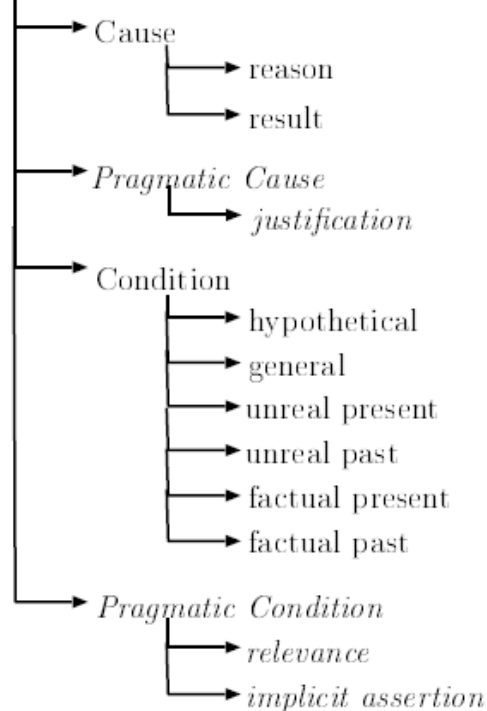 Cause
reason
result
Pragmatic Cause
justification
Condition
hypothetical
general
unreal present
unreal past
factual present
factual past
Pragmatic Condition
relevance
implicit assertion